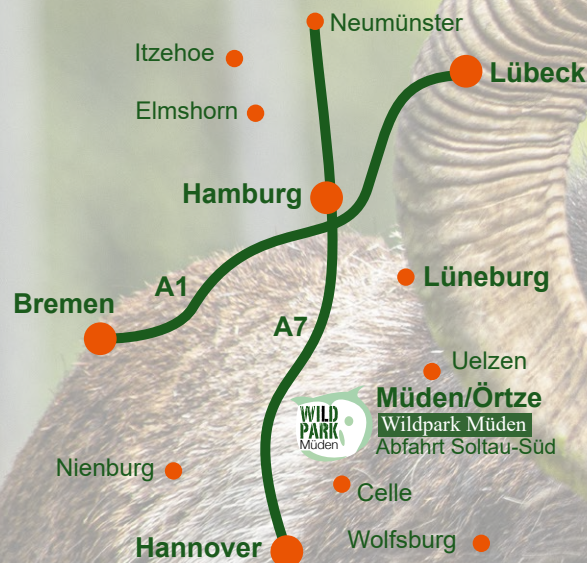 Neumünster
Itzehoe
Lübeck
Elmshorn
Hamburg
Lüneburg
A1
Bremen
A7
Uelzen
Müden/Örtze
WILD
PARK
Müden
Wildpark Müden
Abfahrt Soltau-Süd
Nienburg
Celle
Wolfsburg
Hannover